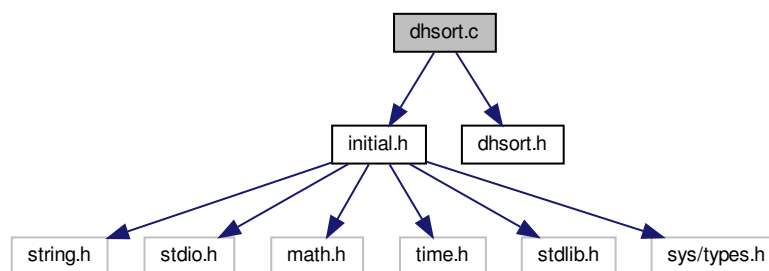 dhsort.c
initial.h
dhsort.h
string.h
stdio.h
math.h
time.h
stdlib.h
sys/types.h